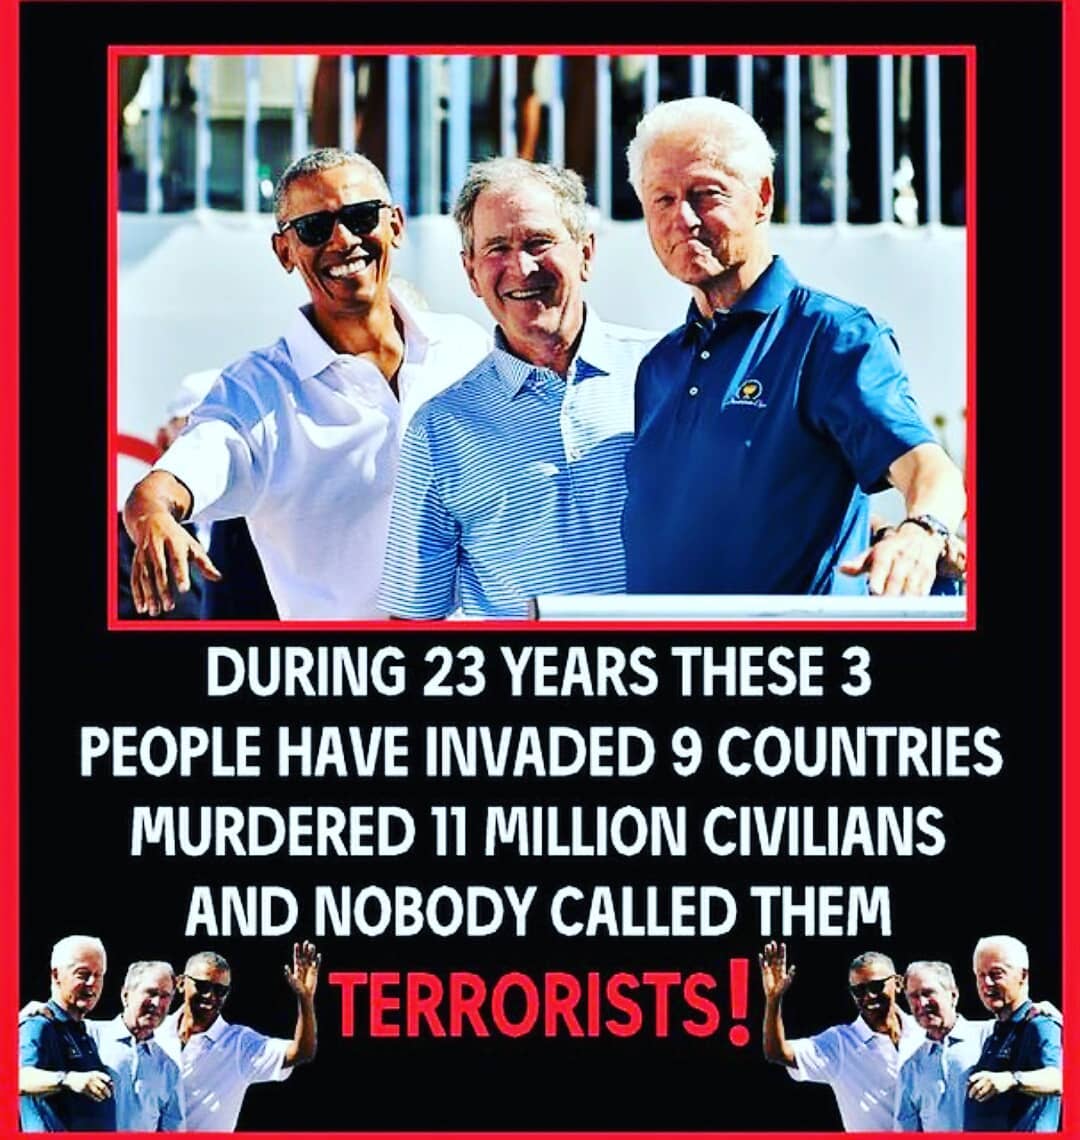 DURING 23 YEARS THESE 3
PEOPLE HAVE INVADED 9 COUNTRIES
MURDERED 11 MILLION CIVILIANS
AND NOBODY CALLED THEM
TERRORISTS!